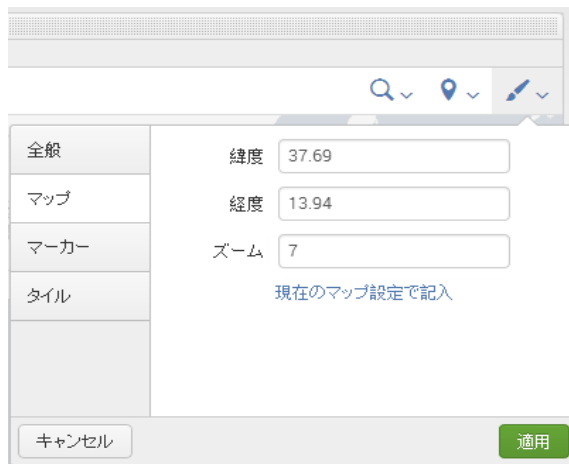 全般
マップ
マーカー
タイル
緯度 37.69
経度 13.94
ズーム 7
現在のマップ設定で記入
キャンセル
適用